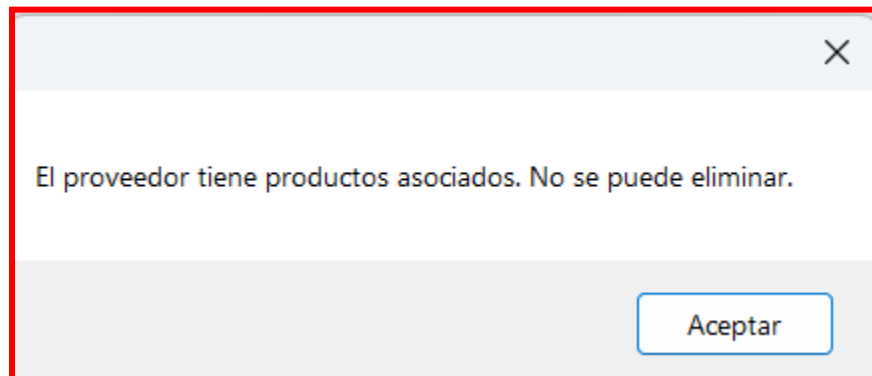 El proveedor tiene productos asociados. No se puede eliminar.
Aceptar